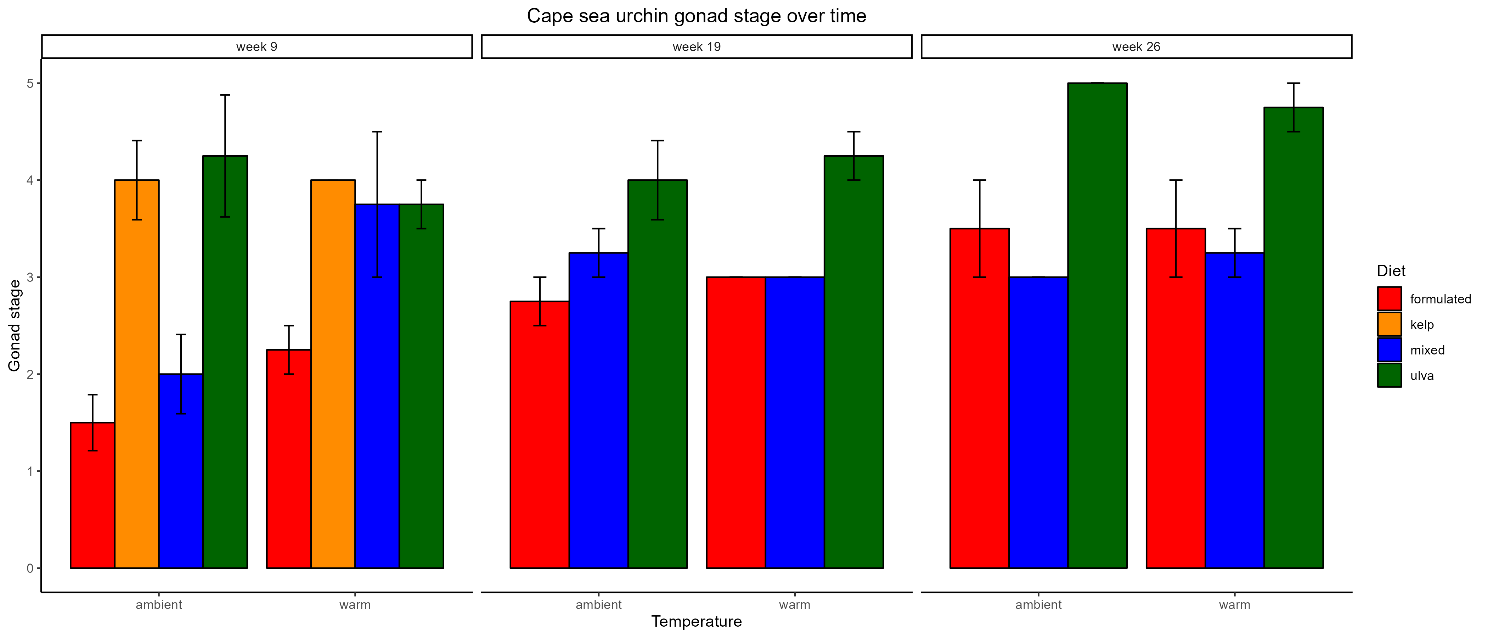 Cape sea urchin gonad stage over time
week 9
week 19
week 26
Gonad stage
5
4
3
2
1
0
ambient
warm
ambient
warm
ambient
warm
Temperature
Diet
formulated
kelp
mixed
ulva